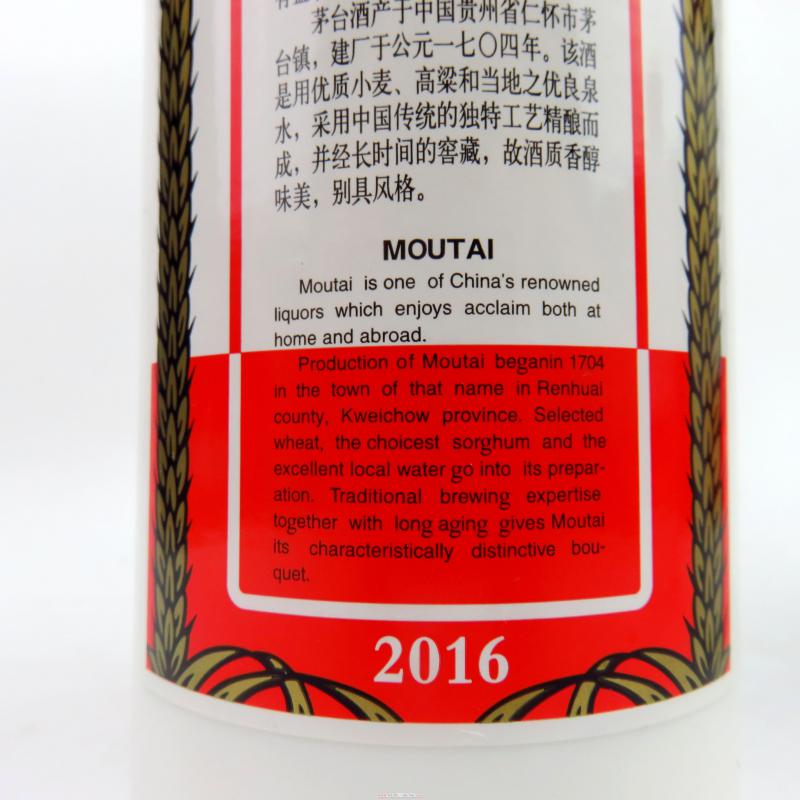 茅台酒产于中国贵州省仁怀市茅
台镇，建厂于公元一七〇四年。该酒
是用优质小麦、高粱和当地之优良泉
水，采用中国传统的独特工艺精酿而
成，并经长时间的窖藏，故酒质香醇
味美，别具风格。
MOUTAI
Moutai is one of China's renowned
liquors which enjoys acclaim both at
home and abroad.
Production of Moutai beganin 1704
in the town of that name in Renhuai
county, Kweichow province. Selected
wheat, the choicest sorghum and the
excellent local water go into its prepar-
ation. Traditional brewing expertise
together with long aging gives Moutai
its characteristically distinctive bou-
quet.
2016